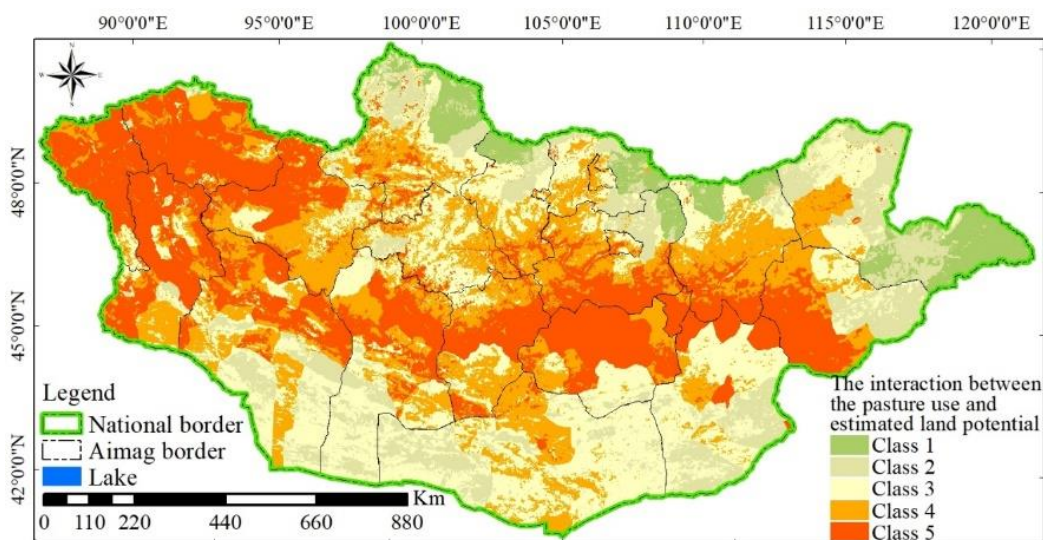 90°0'0"E 95°0'0"E 100°0'0"E 105°0'0"E 110°0'0"E 115°0'0"E 120°0'0"E
N
W E
S
48°0'0"N
45°0'0"N
42°0'0"N
Legend
National border
Aimag border
Lake
Km
0 110 220 440 660 880
The interaction between
the pasture use and
estimated land potential
Class 1
Class 2
Class 3
Class 4
Class 5